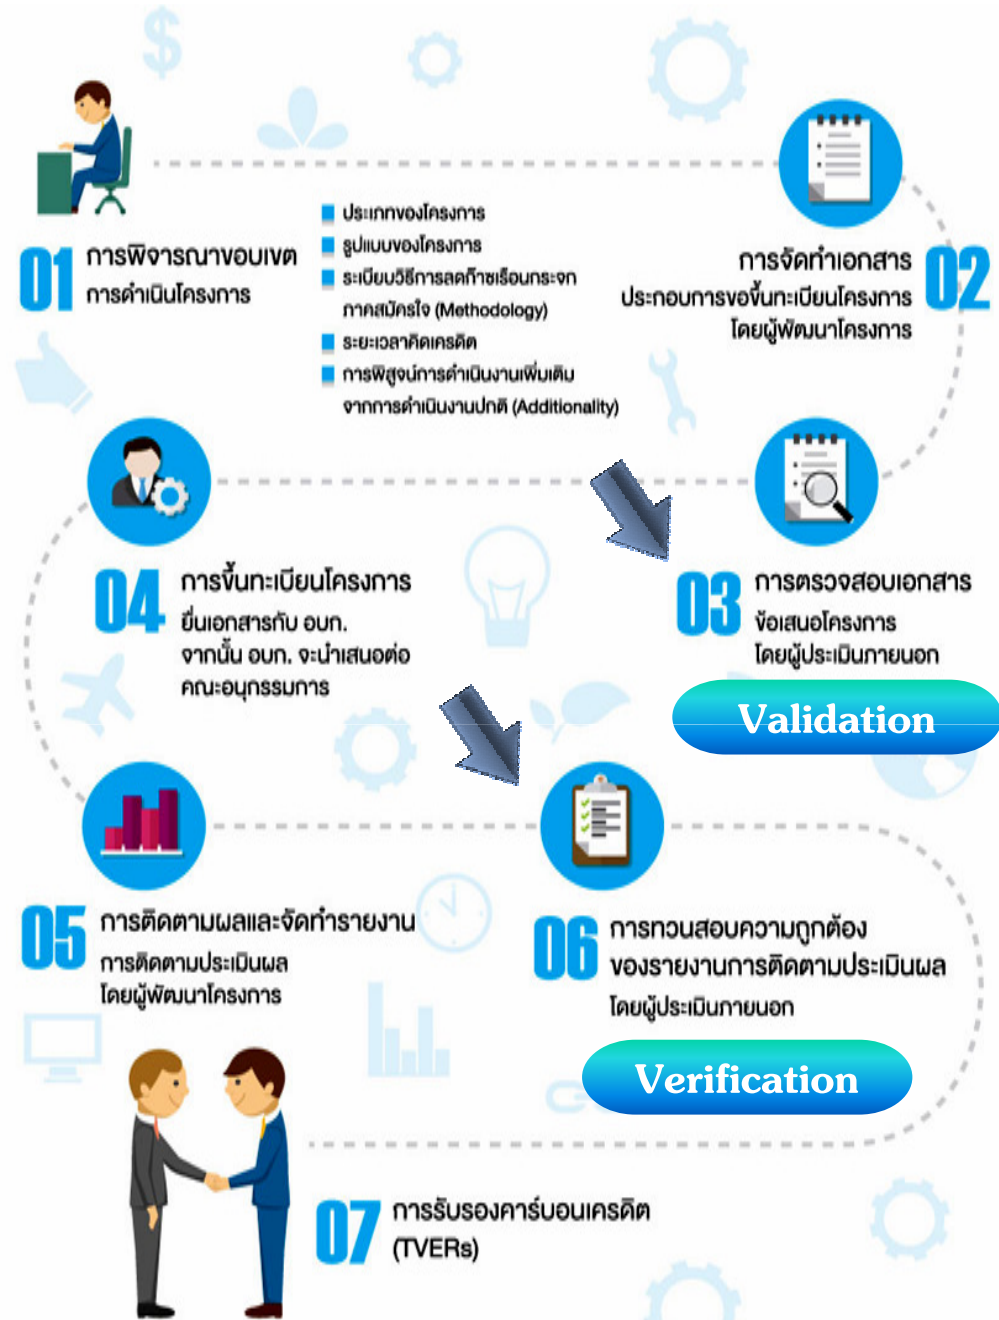 01
การพิจารณาขอบเขต
การดำเนินโครงการ
ประเภทของโครงการ
รูปแบบของโครงการ
ระเบียบวิธีการลดก๊าซเรือนกระจก
ภาคสมัครใจ (Methodology)
ระยะเวลาคิดเครดิต
การพิสูจน์การดำเนินงานเพิ่มเติม
จากการดำเนินงานปกติ (Additionality)
02
การจัดทำเอกสาร
ประกอบการขอขึ้นทะเบียนโครงการ
โดยผู้พัฒนาโครงการ
03
การตรวจสอบเอกสาร
ข้อเสนอโครงการ
โดยผู้ประเมินภายนอก
Validation
04
การขึ้นทะเบียนโครงการ
ยื่นเอกสารกับ อบก.
จากนั้น อบก. จะนำเสนอต่อ
คณะอนุกรรมการ
05
การติดตามผลและจัดทำรายงาน
การติดตามประเมินผล
โดยผู้พัฒนาโครงการ
06
การทวนสอบความถูกต้อง
ของรายงานการติดตามประเมินผล
โดยผู้ประเมินภายนอก
Verification
07
การรับรองคาร์บอนเครดิต
(TVERs)